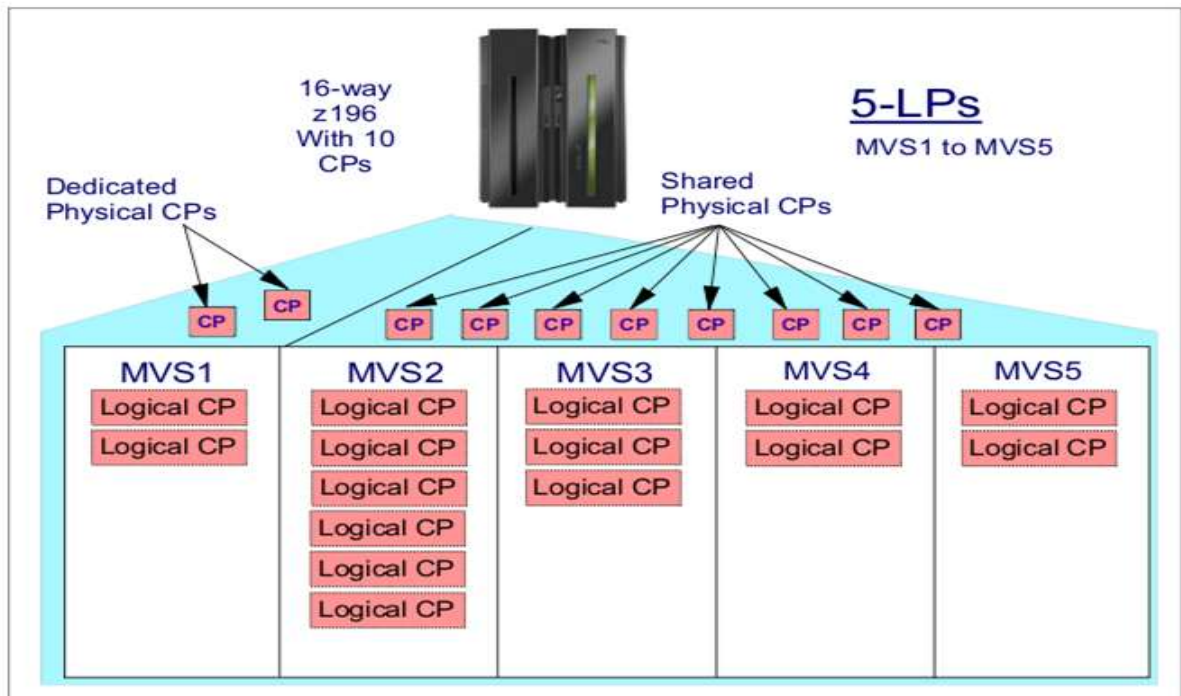 16-way
z196
With 10
CPs
5-LPs
MVS1 to MVS5
Dedicated
Physical CPs
Shared
Physical CPs
CP
CP
CP
CP
CP
CP
CP
CP
CP
CP
MVS1
Logical CP
Logical CP
MVS2
Logical CP
Logical CP
Logical CP
Logical CP
Logical CP
Logical CP
MVS3
Logical CP
Logical CP
Logical CP
MVS4
Logical CP
Logical CP
MVS5
Logical CP
Logical CP